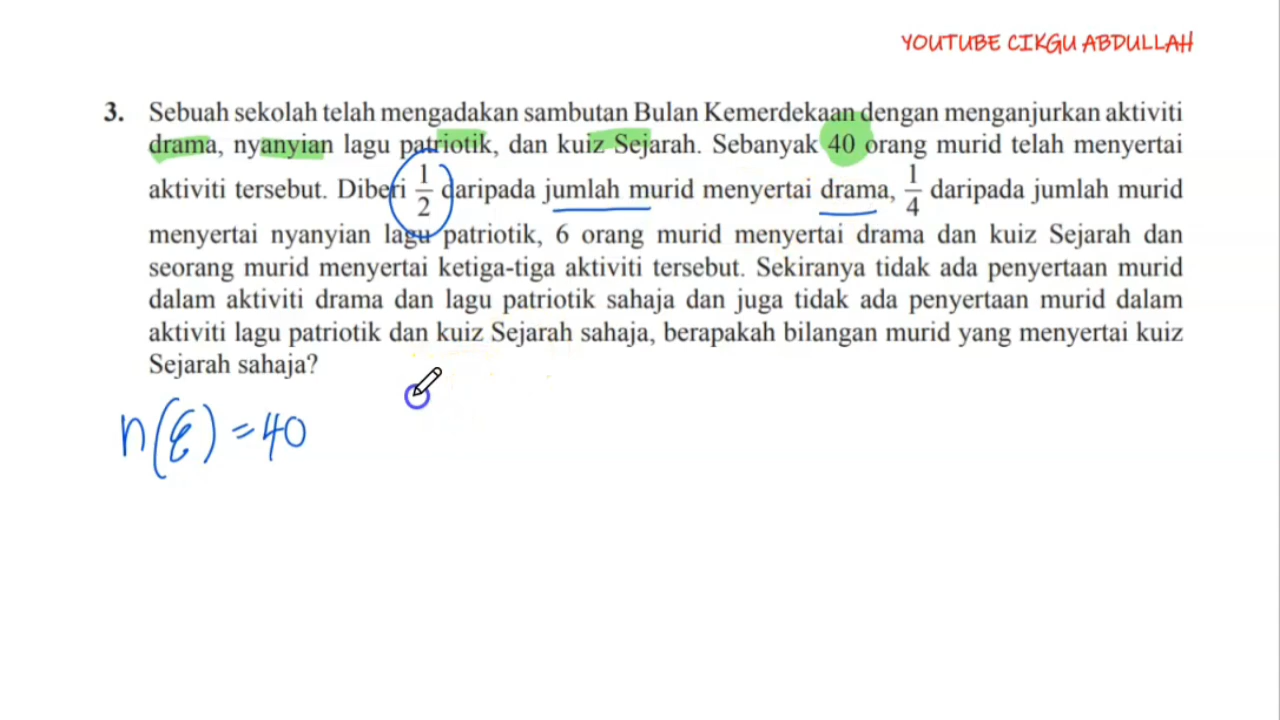 YOUTUBE CIKGU ABDULLAH
3. Sebuah sekolah telah mengadakan sambutan Bulan Kemerdekaan dengan menganjurkan aktiviti
drama, nyanyian lagu patriotik, dan kuiz Sejarah. Sebanyak 40 orang murid telah menyertai
aktiviti tersebut. Diberi 1/2 daripada jumlah murid menyertai drama, 1/4 daripada jumlah murid
menyertai nyanyian lagu patriotik, 6 orang murid menyertai drama dan kuiz Sejarah dan
seorang murid menyertai ketiga-tiga aktiviti tersebut. Sekiranya tidak ada penyertaan murid
dalam aktiviti drama dan lagu patriotik sahaja dan juga tidak ada penyertaan murid dalam
aktiviti lagu patriotik dan kuiz Sejarah sahaja, berapakah bilangan murid yang menyertai kuiz
Sejarah sahaja?
n(ξ) = 40